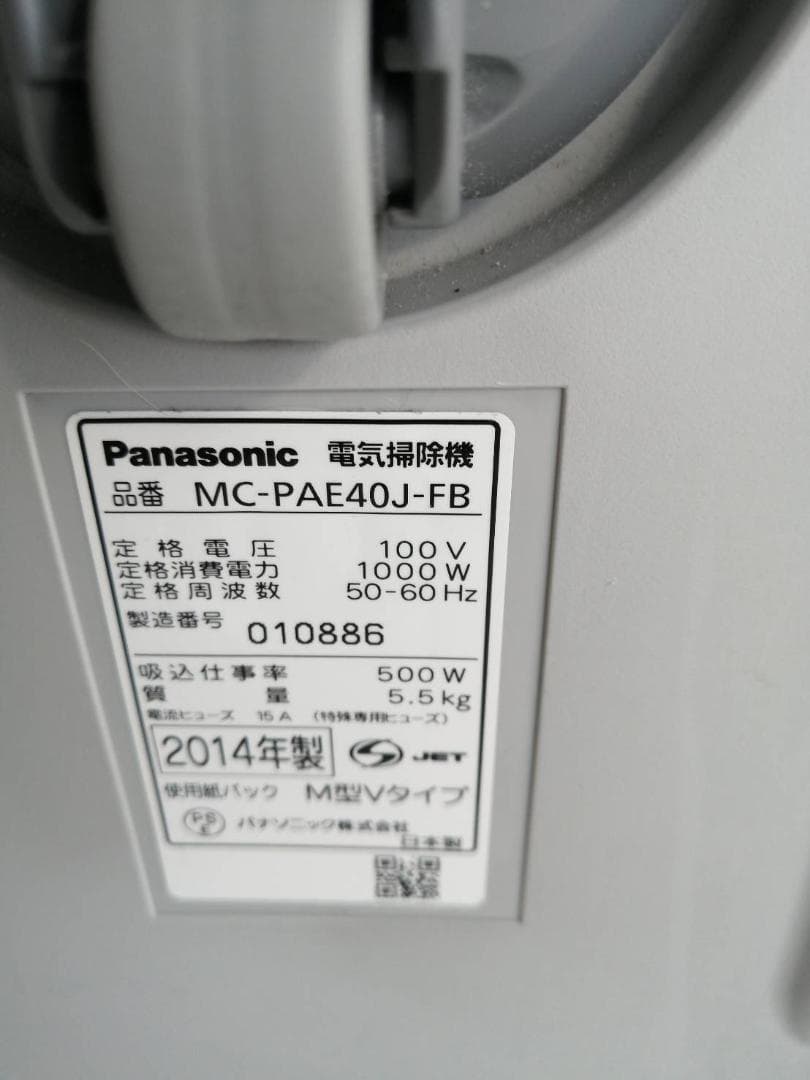 Panasonic 電気掃除機
品番 MC-PAE40J-FB
定格電圧 100V
定格消費電力 1000W
定格周波数 50-60Hz
製造番号 010886
吸込仕事率 500W
質量 5.5kg
電流ヒューズ 15A (特殊専用ヒューズ)
2014年製 JET
使用紙パック M型Vタイプ
PS E パナソニック株式会社
日本製